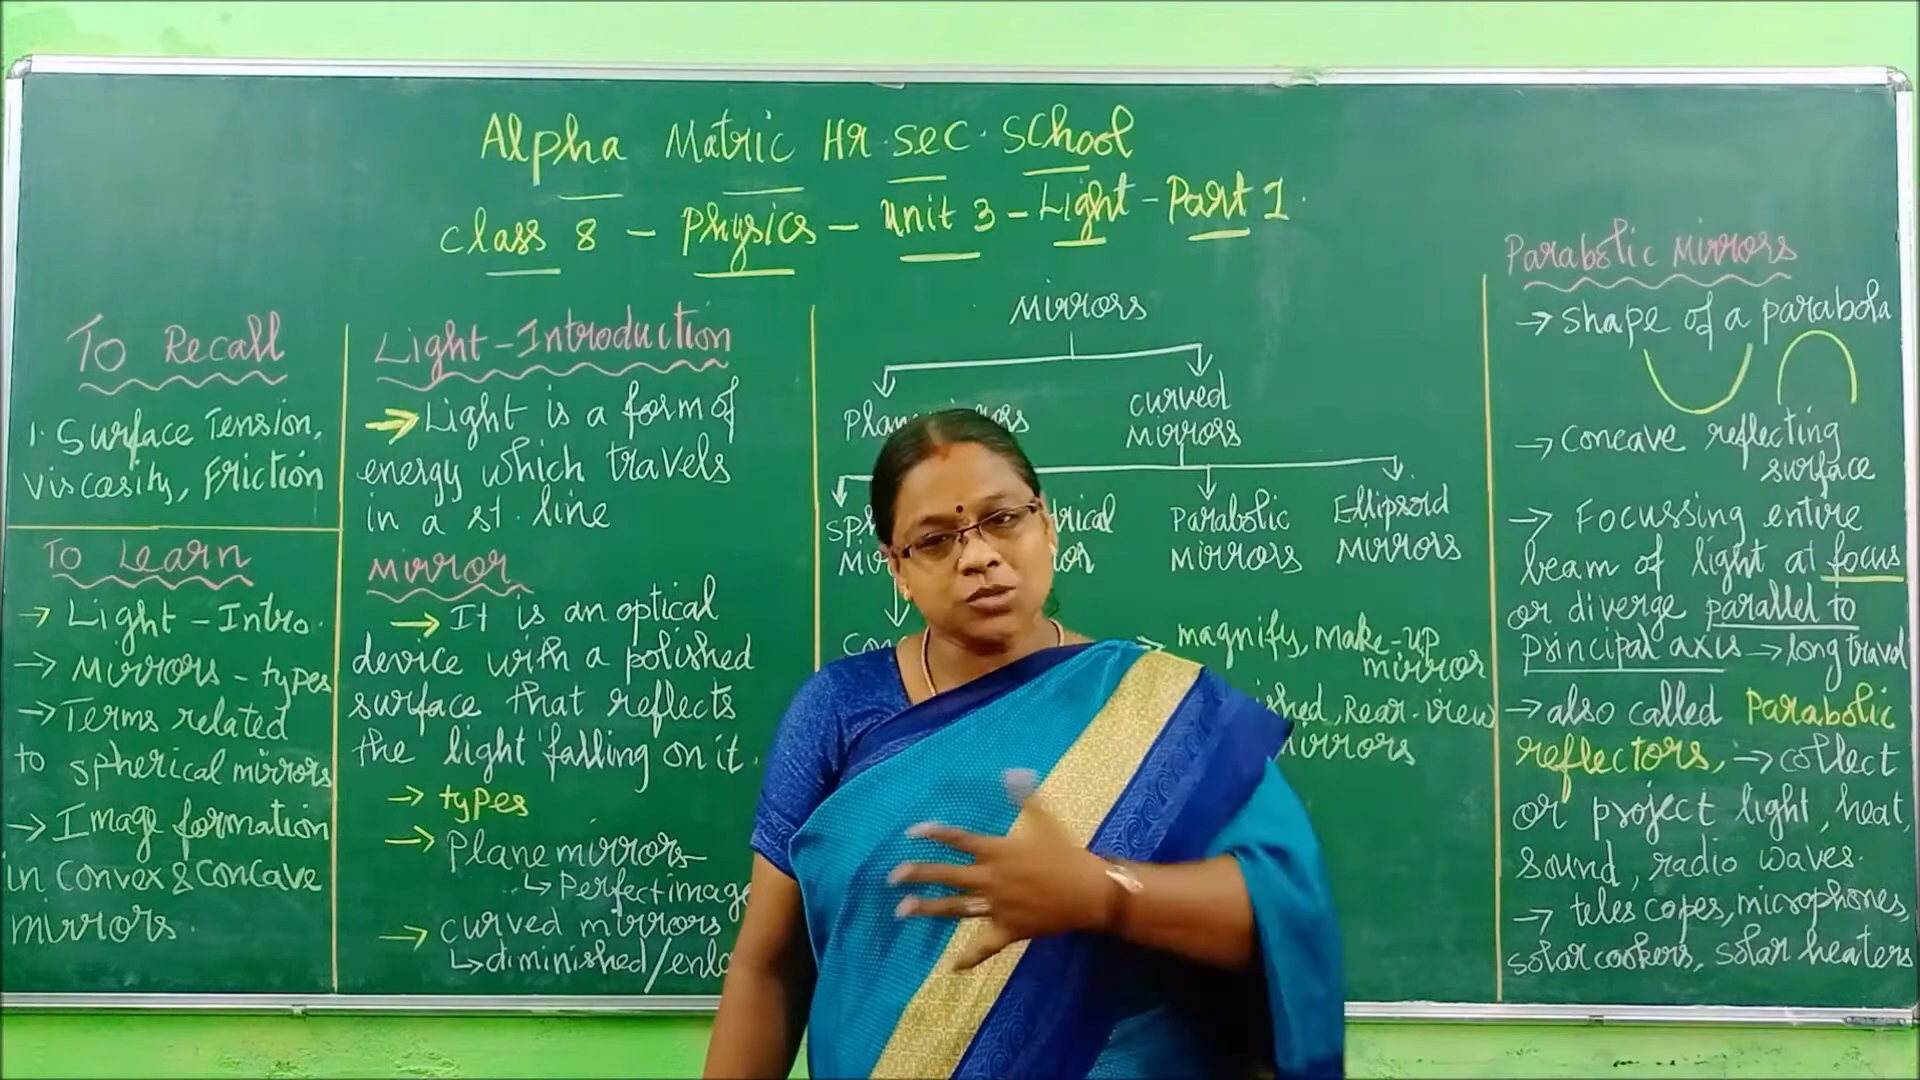 Alpha Matric Hr. Sec. School
Class 8 - Physics - Unit 3 - Light - Part 1
To Recall
1. Surface Tension,
viscosity, Friction
To Learn
→ Light - Intro.
→ Mirrors - types
→ Terms related
to spherical mirrors
→ Image formation
in Convex & Concave
mirrors.
Light - Introduction
→ Light is a form of
energy which travels
in a st. line
Mirror
→ It is an optical
device with a polished
surface that reflects
the light falling on it.
→ types
→ Plane mirrors
↳ Perfect image
→ curved mirrors
↳ diminished/enla
Mirrors
curved
mirrors
Parabolic
mirrors
Ellipsoid
mirrors
→ magnify, make-up
mirror
Rear-view
mirrors
Parabolic Mirrors
→ shape of a parabola
→ concave reflecting
surface
→ Focussing entire
beam of light at focus
or diverge parallel to
principal axis → long travel
→ also called Parabolic
reflectors, → collect
or project light, heat,
sound, radio waves.
→ telescopes, microphones,
solar cookers, solar heaters